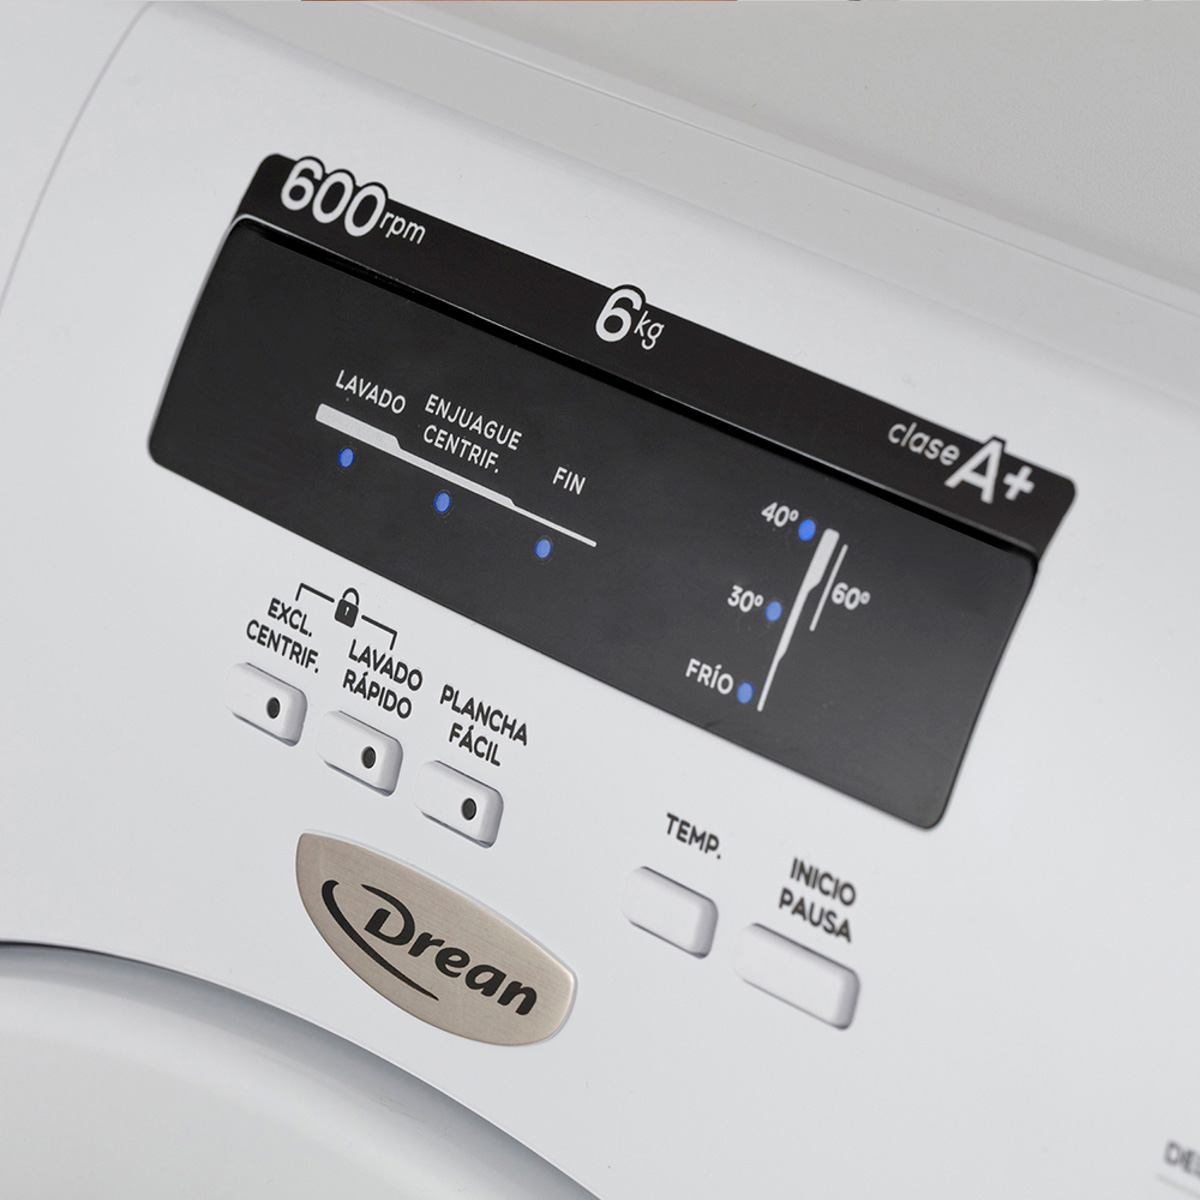 600rpm
6kg
clase A+
LAVADO
ENJUAGUE
CENTRIF.
FIN
40º
60º
30º
FRÍO
EXCL.
CENTRIF.
LAVADO
RÁPIDO
PLANCHA
FÁCIL
TEMP.
INICIO
PAUSA
Drean